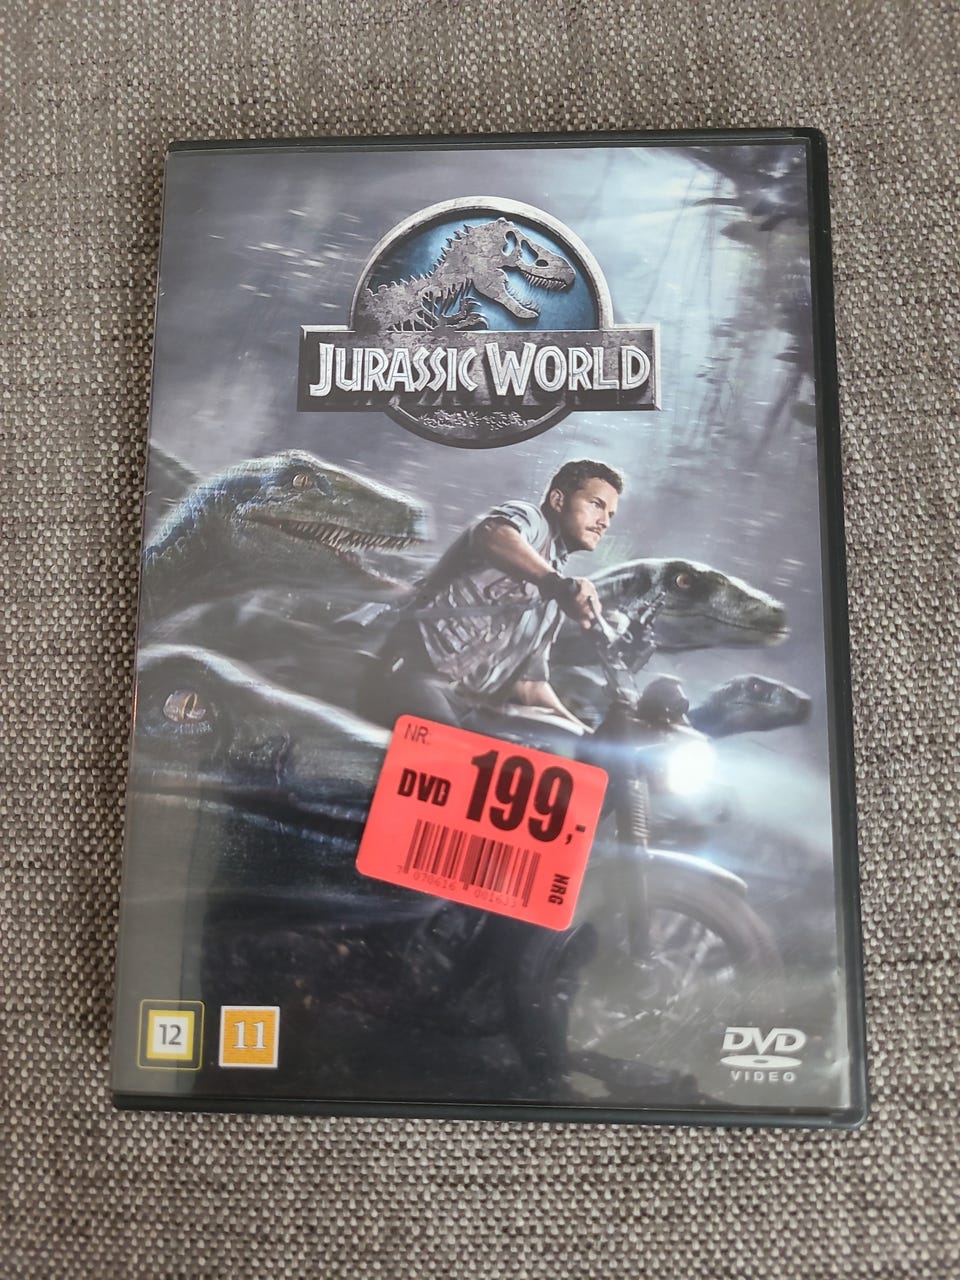 JURASSIC WORLD
NR.
DVD 199,-
NRG
12
11
DVD
VIDEO